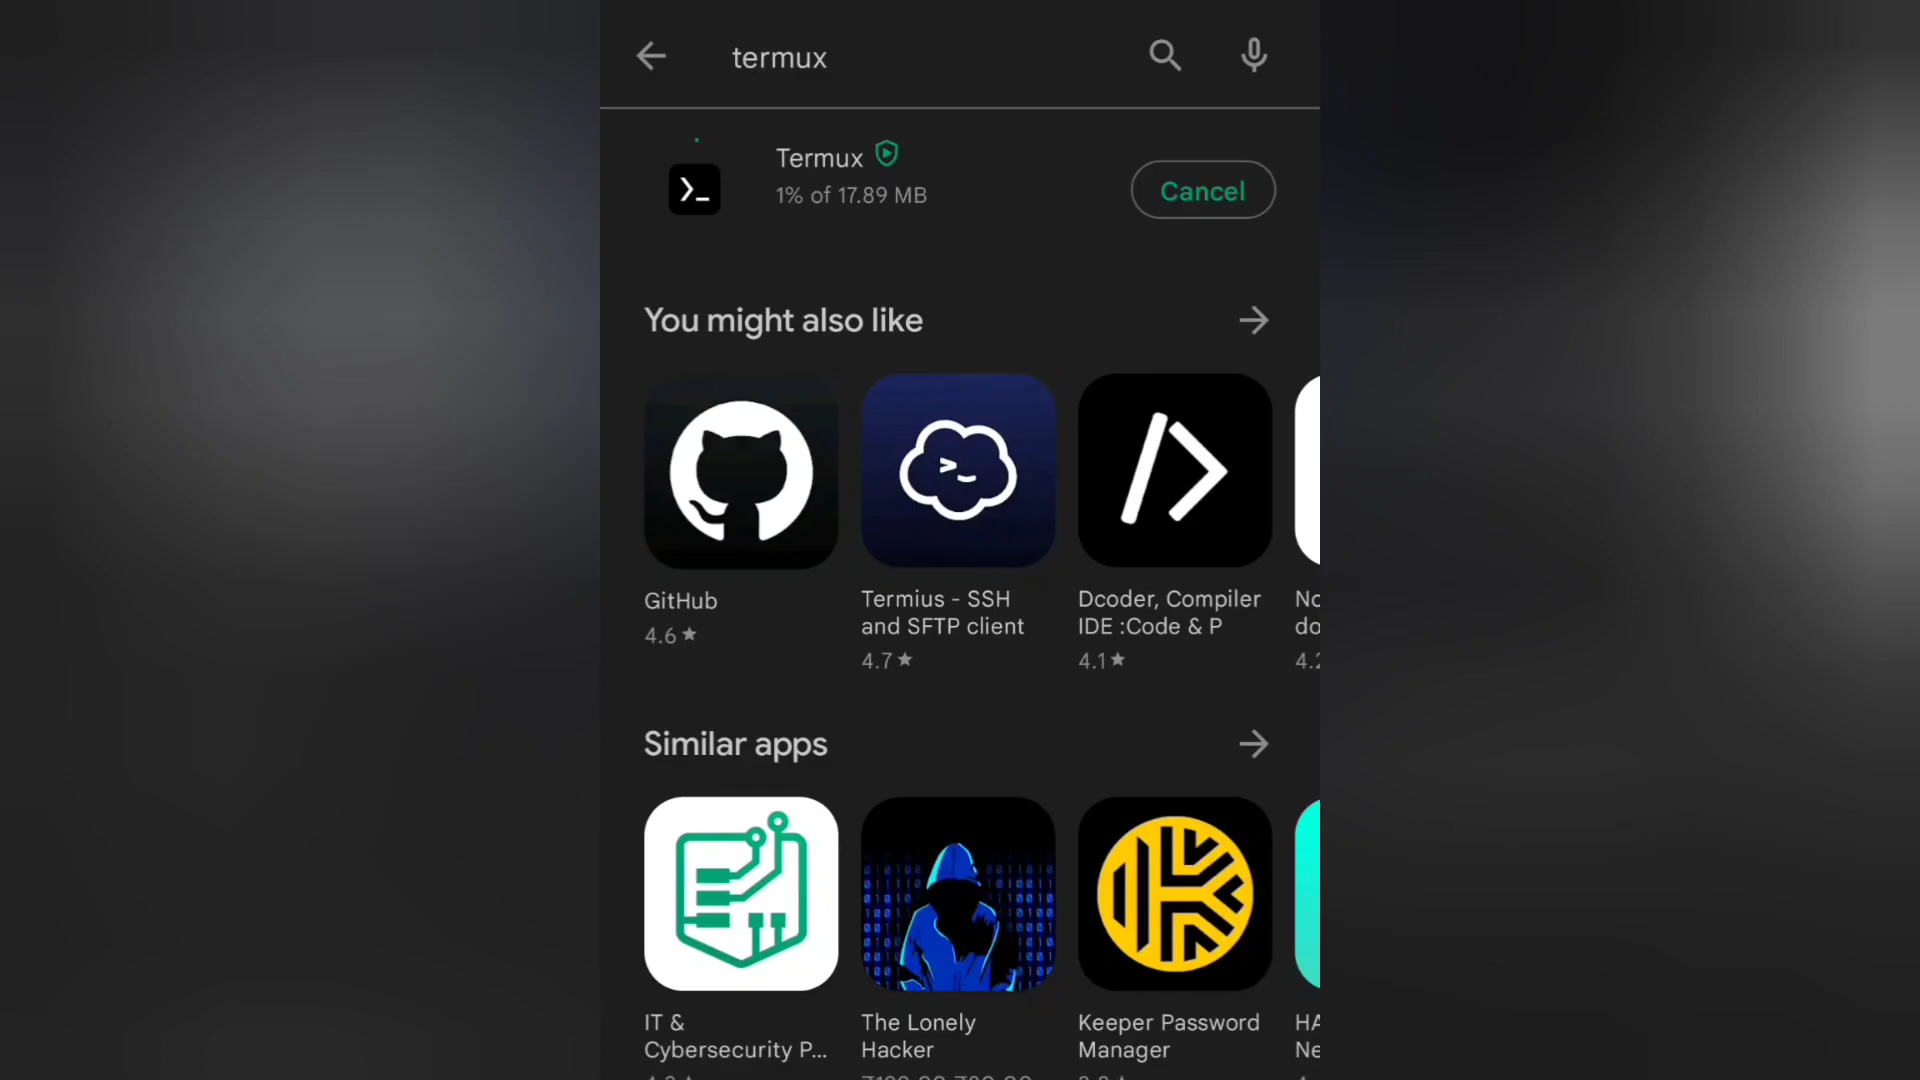 termux
Termux
1% of 17.89 MB
Cancel
You might also like
GitHub
4.6★
Termius - SSH
and SFTP client
4.7★
Dcoder, Compiler
IDE :Code & P
4.1★
Similar apps
IT &
Cybersecurity P...
The Lonely
Hacker
Keeper Password
Manager